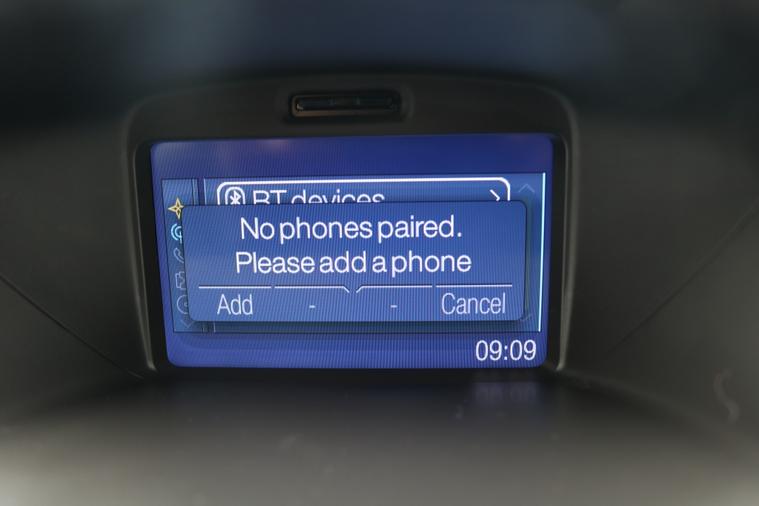 BT devices
No phones paired.
Please add a phone
Add - - Cancel
09:09